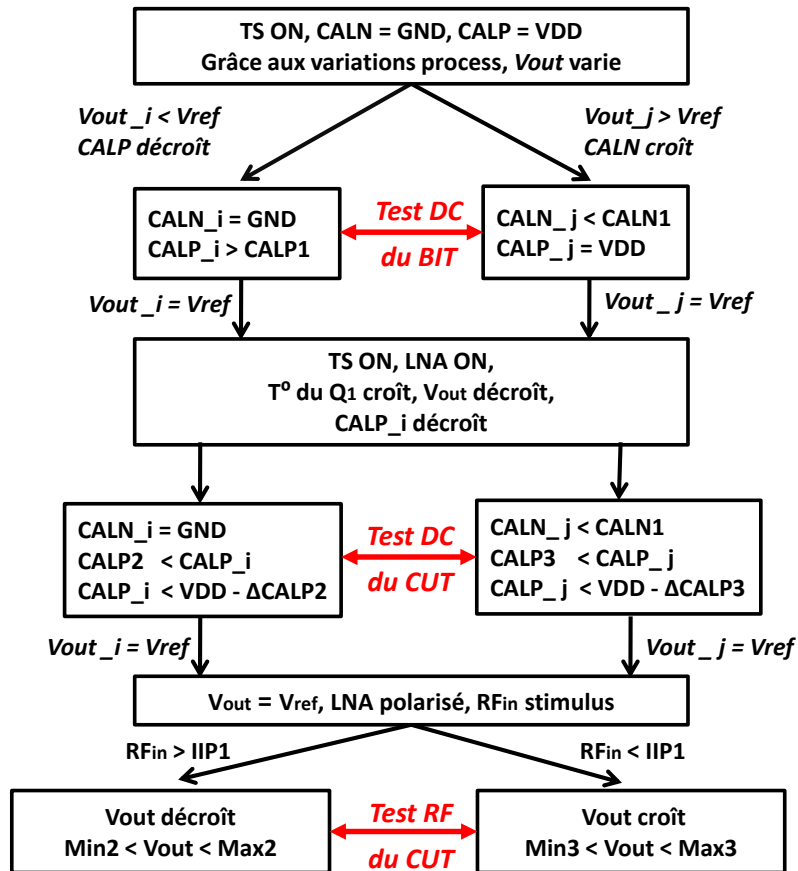 TS ON, CALN = GND, CALP = VDD
Grâce aux variations process, Vout varie
Vout _i < Vref
CALP décroît
Vout_j > Vref
CALN croît
CALN_i = GND
CALP_i > CALP1
Test DC
du BIT
CALN_ j < CALN1
CALP_ j = VDD
Vout _i = Vref
Vout _ j = Vref
TS ON, LNA ON,
T° du Q1 croît, Vout décroît,
CALP_i décroît
CALN_i = GND
CALP2 < CALP_i
CALP_i < VDD - ΔCALP2
Test DC
du CUT
CALN_ j < CALN1
CALP3 < CALP_ j
CALP_ j < VDD - ΔCALP3
Vout _i = Vref
Vout _ j = Vref
Vout = Vref, LNA polarisé, RFin stimulus
RFin > IIP1
RFin < IIP1
Vout décroît
Min2 < Vout < Max2
Test RF
du CUT
Vout croît
Min3 < Vout < Max3